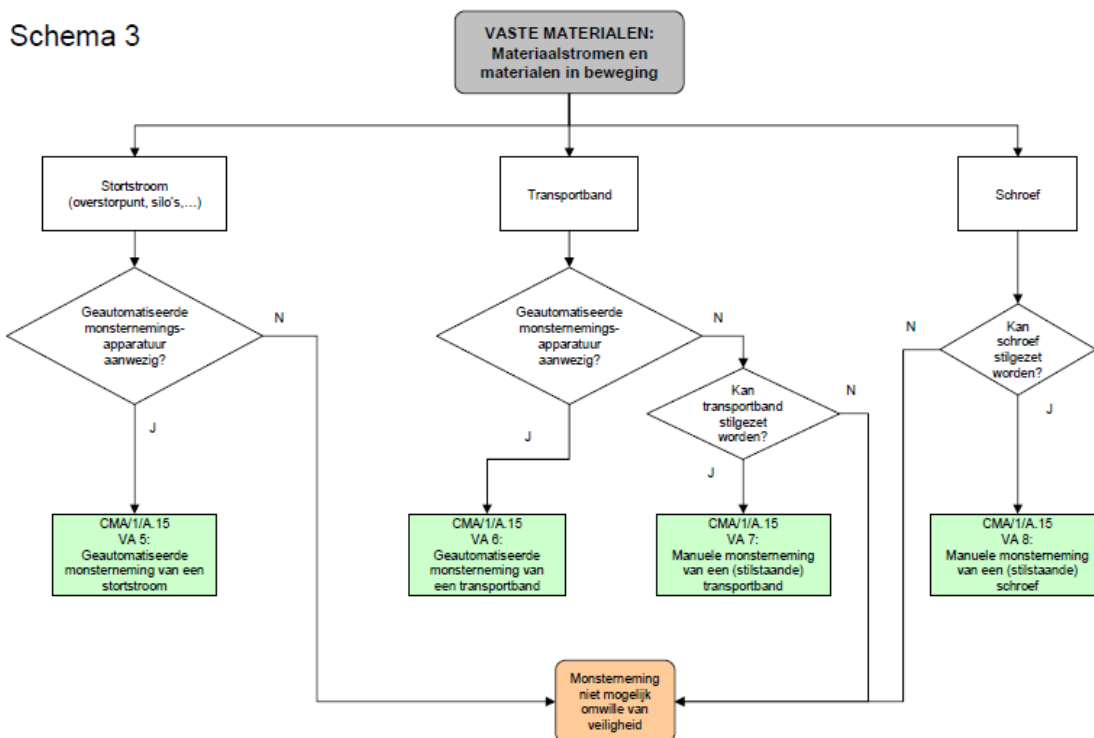 Schema 3
VASTE MATERIALEN:
Materiaalstromen en
materialen in beweging
Stortstroom
(overstorpunt, silo's,...)
Transportband
Schroef
Geautomatiseerde
monsternemings-
apparatuur
aanwezig?
N
J
Geautomatiseerde
monsternemings-
apparatuur
aanwezig?
N
J
Kan
transportband
stilgezet
worden?
N
J
Kan
schroef
stilgezet
worden?
N
J
CMA/1/A.15
VA 5:
Geautomatiseerde
monsterneming van een
stortstroom
CMA/1/A.15
VA 6:
Geautomatiseerde
monsterneming van
een transportband
CMA/1/A.15
VA 7:
Manuele monsterneming
van een (stilstaande)
transportband
CMA/1/A.15
VA 8:
Manuele monsterneming
van een (stilstaande)
schroef
Monsterneming
niet mogelijk
omwille van
veiligheid